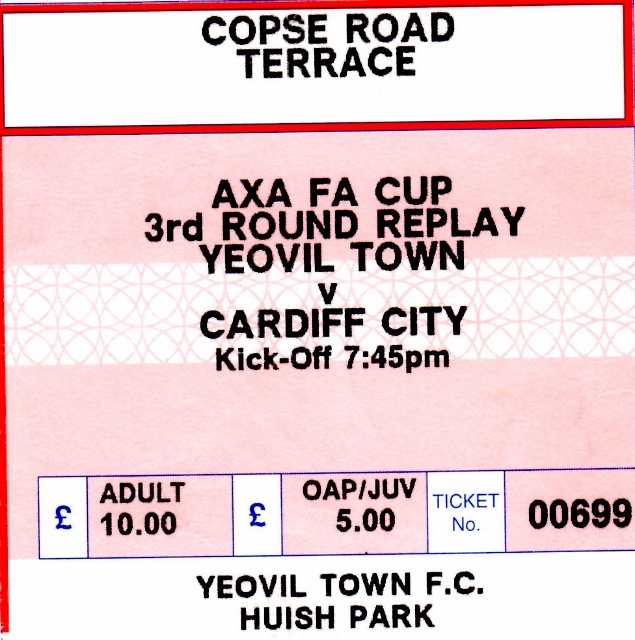 COPSE ROAD
TERRACE
AXA FA CUP
3rd ROUND REPLAY
YEOVIL TOWN
v
CARDIFF CITY
Kick-Off 7:45pm
£ ADULT 10.00 £ OAP/JUV 5.00 TICKET No. 00699
YEOVIL TOWN F.C.
HUISH PARK